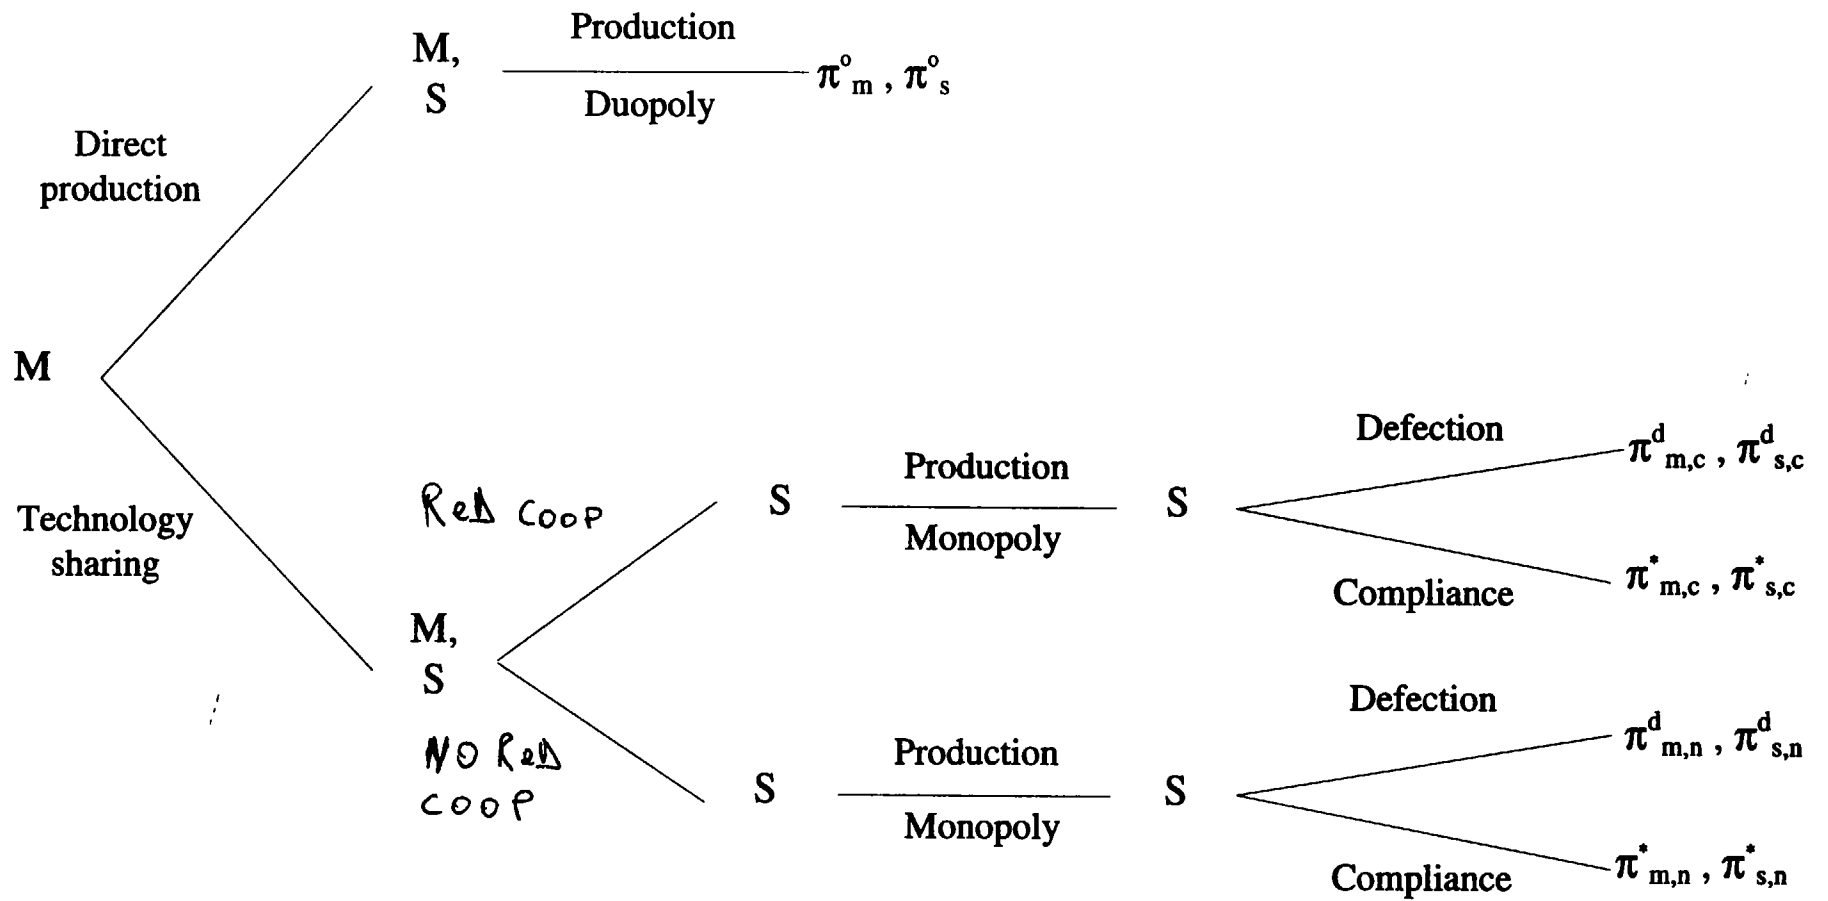 Production
M,
S
π°m , π°s
Duopoly
Direct
production
M
Technology
sharing
ReD COOP
S
Production
Monopoly
S
Defection
π^d m,c , π^d s,c
Compliance
π* m,c , π* s,c
M,
S
NO ReD
COOP
S
Production
Monopoly
S
Defection
π^d m,n , π^d s,n
Compliance
π* m,n , π* s,n